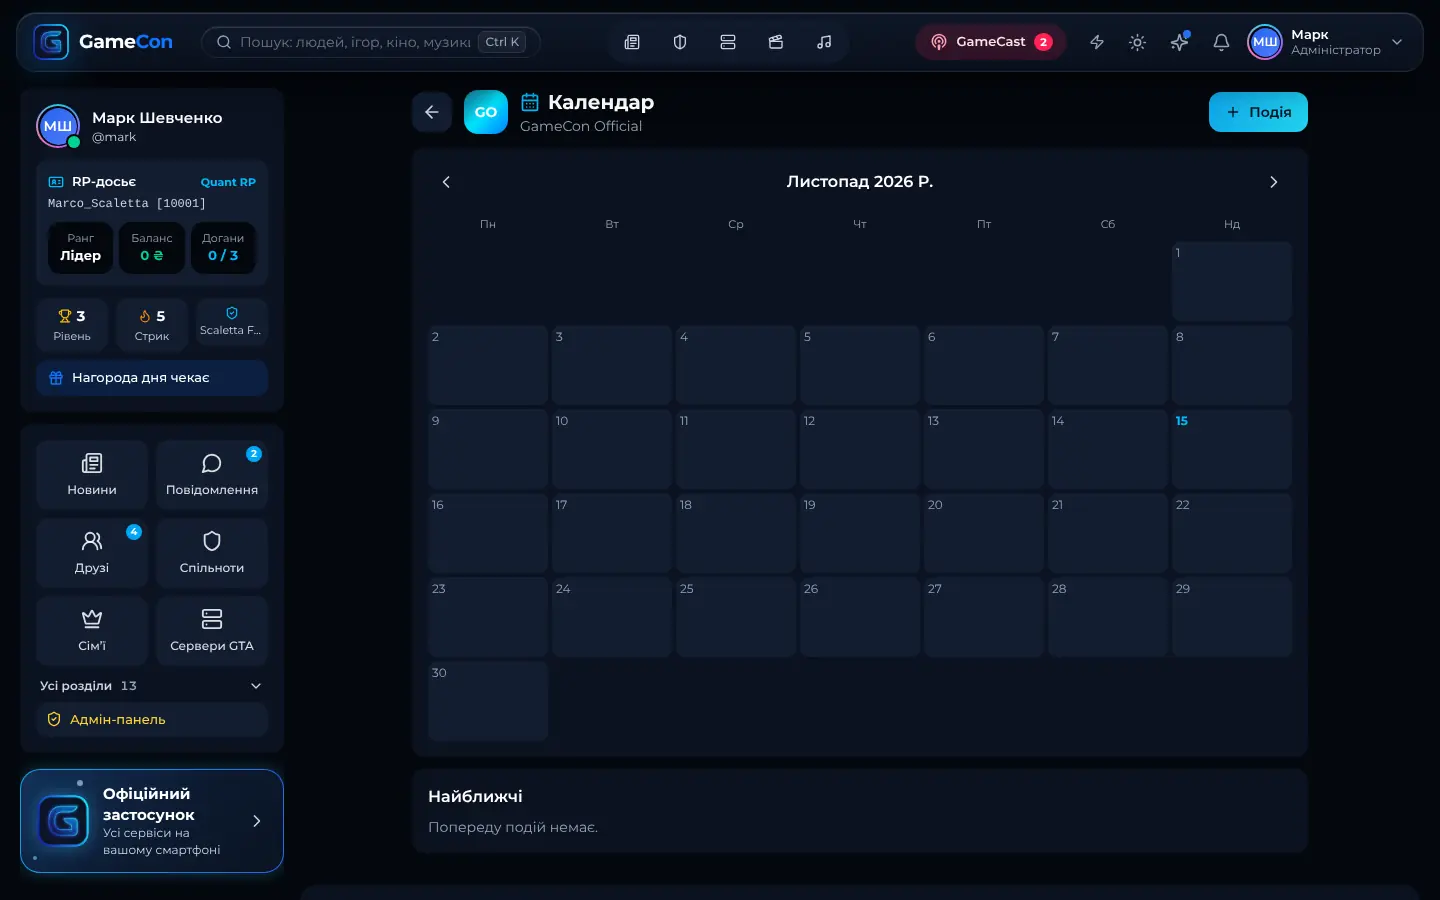 GameCon
Пошук: людей, ігор, кіно, музики
Ctrl K
GameCast 2
МШ
Марк
Адміністратор
МШ
Марк Шевченко
@mark
RP-досьє
Quant RP
Marco_Scaletta [10001]
Ранг
Лідер
Баланс
0 ₴
Догани
0 / 3
3
Рівень
5
Стрик
Scaletta F...
Нагорода дня чекає
Новини
2
Повідомлення
4
Друзі
Спільноти
Сім'ї
Сервери GTA
Усі розділи 13
Адмін-панель
Офіційний
застосунок
Усі сервіси на
вашому смартфоні
GO
Календар
GameCon Official
+ Подія
Листопад 2026 Р.
Пн Вт Ср Чт Пт Сб Нд
1
2 3 4 5 6 7 8
9 10 11 12 13 14 15
16 17 18 19 20 21 22
23 24 25 26 27 28 29
30
Найближчі
Попереду подій немає.